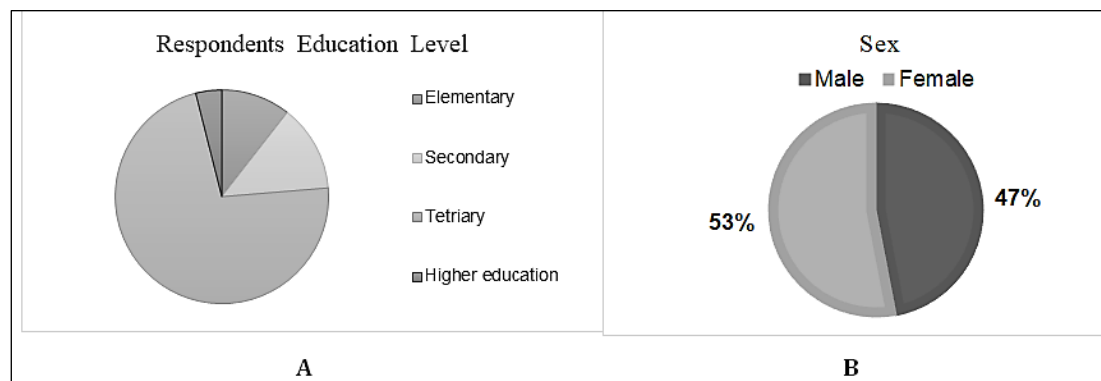 Respondents Education Level
Elementary
Secondary
Tetriary
Higher education
A
Sex
Male Female
53%
47%
B